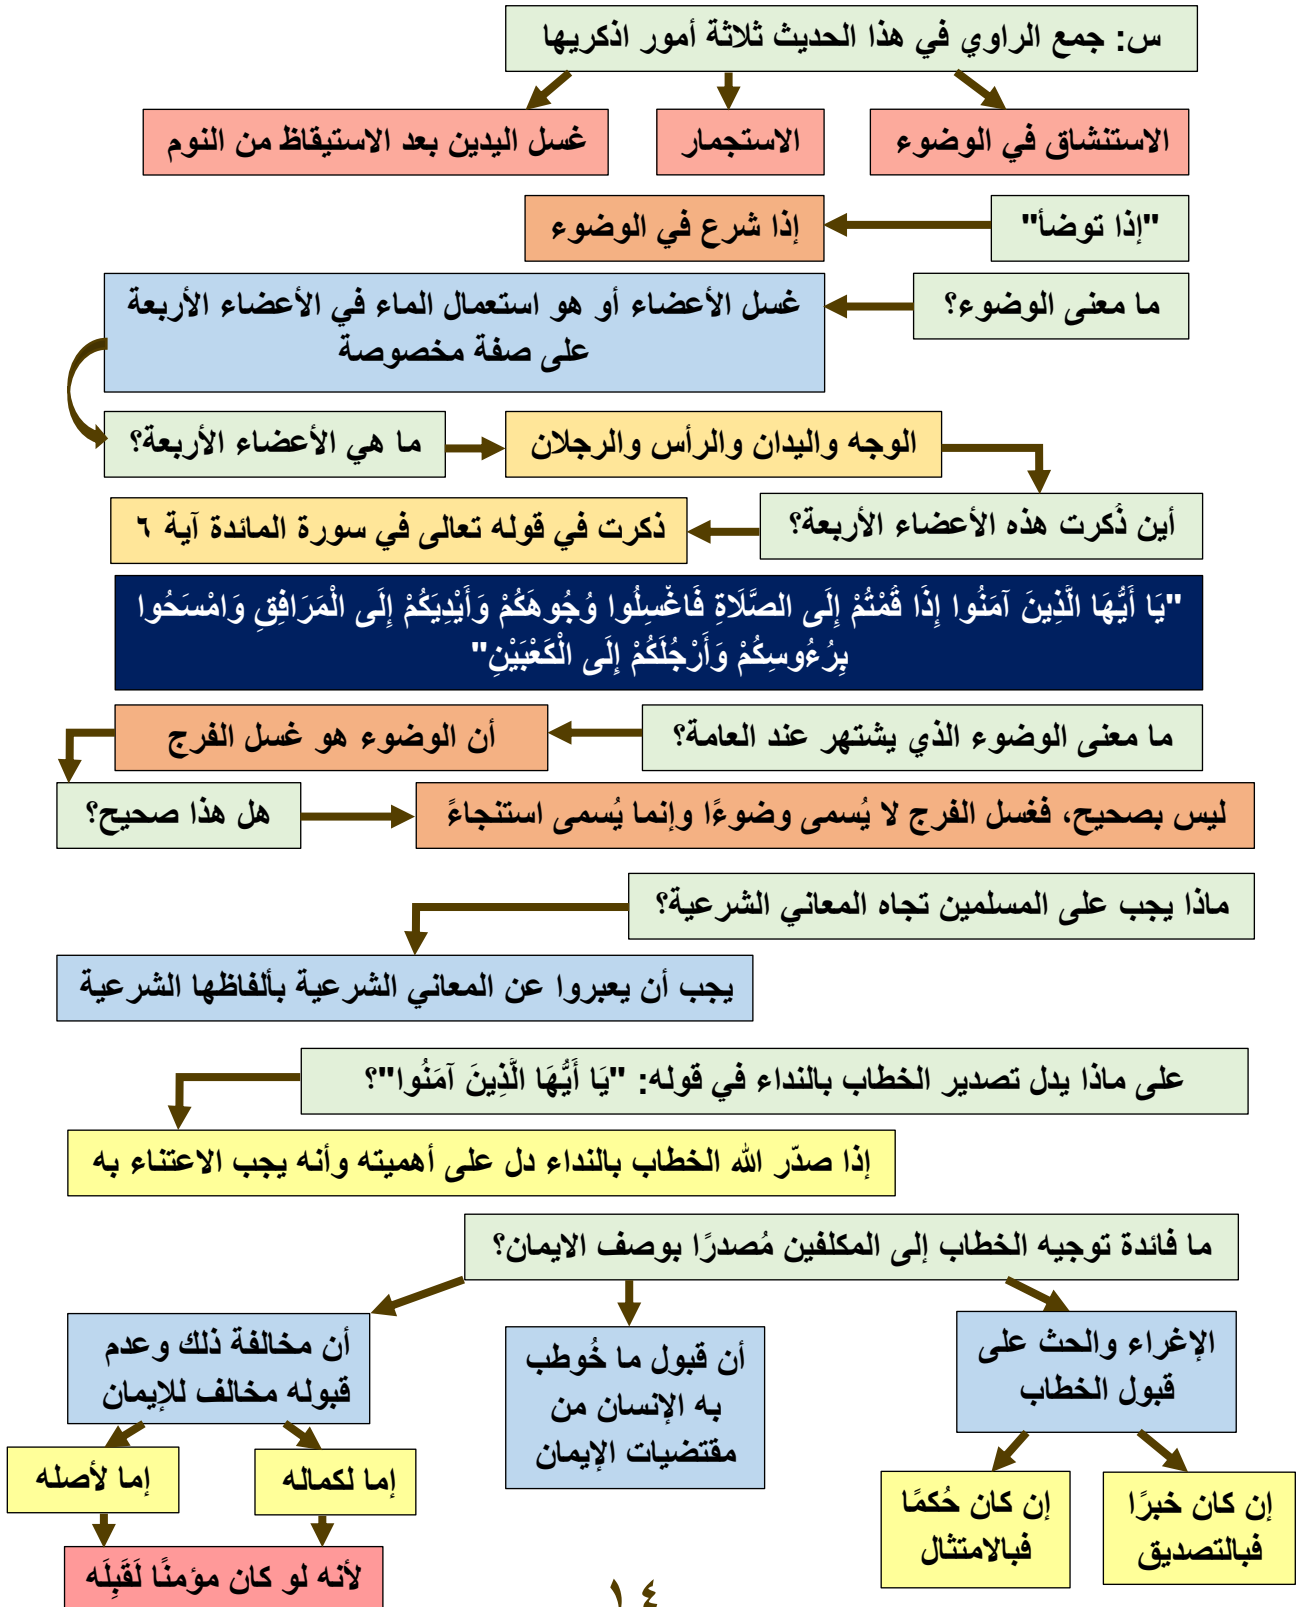 س: جمع الراوي في هذا الحديث ثلاثة أمور اذكريها
الاستنشاق في الوضوء
الاستجمار
غسل اليدين بعد الاستيقاظ من النوم
"إذا توضأ"
إذا شرع في الوضوء
ما معنى الوضوء؟
غسل الأعضاء أو هو استعمال الماء في الأعضاء الأربعة
على صفة مخصوصة
ما هي الأعضاء الأربعة؟
الوجه واليدان والرأس والرجلان
أين ذُكرت هذه الأعضاء الأربعة؟
ذكرت في قوله تعالى في سورة المائدة آية ٦
"يَا أَيُّهَا الَّذِينَ آمَنُوا إِذَا قُمْتُمْ إِلَى الصَّلَاةِ فَاغْسِلُوا وُجُوهَكُمْ وَأَيْدِيَكُمْ إِلَى الْمَرَافِقِ وَامْسَحُوا
بِرُءُوسِكُمْ وَأَرْجُلَكُمْ إِلَى الْكَعْبَيْنِ"
ما معنى الوضوء الذي يشتهر عند العامة؟
أن الوضوء هو غسل الفرج
هل هذا صحيح؟
ليس بصحيح، فغسل الفرج لا يُسمى وضوءًا وإنما يُسمى استنجاءً
ماذا يجب على المسلمين تجاه المعاني الشرعية؟
يجب أن يعبروا عن المعاني الشرعية بألفاظها الشرعية
على ماذا يدل تصدير الخطاب بالنداء في قوله: "يَا أَيُّهَا الَّذِينَ آمَنُوا"؟
إذا صدّر الله الخطاب بالنداء دل على أهميته وأنه يجب الاعتناء به
ما فائدة توجيه الخطاب إلى المكلفين مُصدرًا بوصف الايمان؟
الإغراء والحث على
قبول الخطاب
أن قبول ما خُوطب
به الإنسان من
مقتضيات الإيمان
أن مخالفة ذلك وعدم
قبوله مخالف للإيمان
إن كان خبرًا
فبالتصديق
إن كان حُكمًا
فبالامتثال
إما لكماله
إما لأصله
لأنه لو كان مؤمنًا لَقَبِلَه
١٤